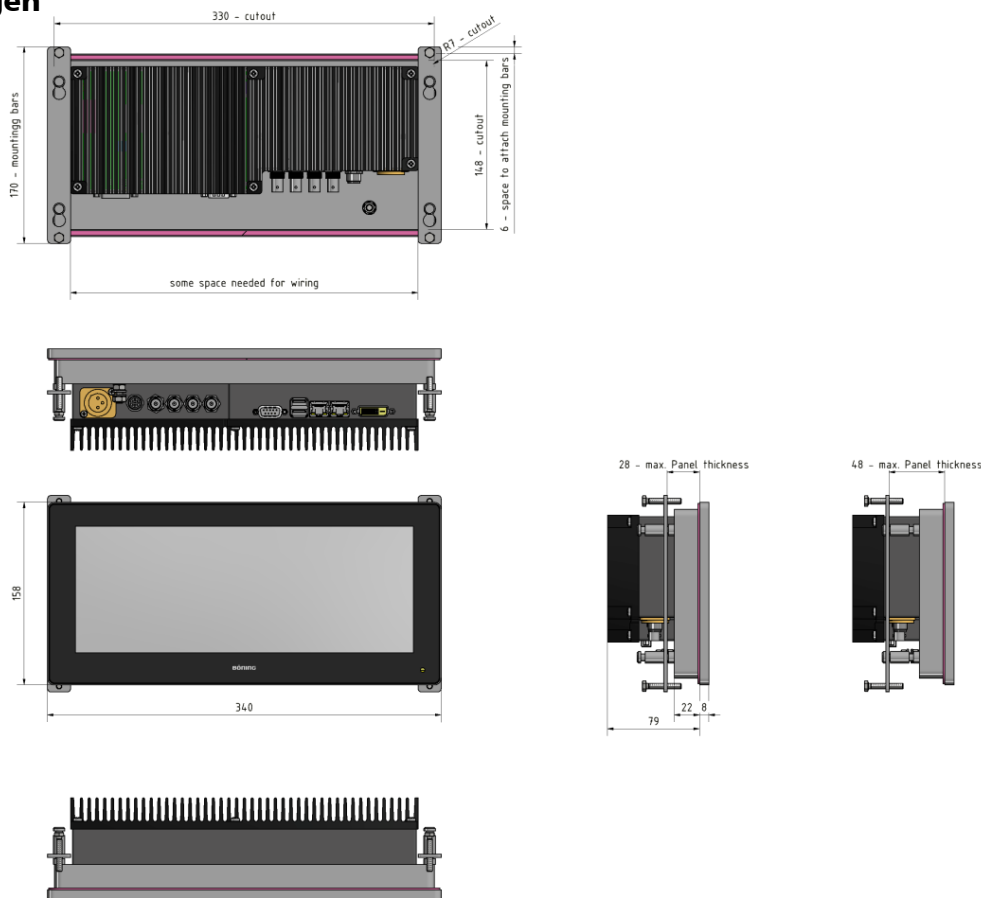 gen
330 - cutout
R7 - cutout
170 - mountingg bars
148 - cutout
6 - space to attach mounting bars
some space needed for wiring
28 - max. Panel thickness
48 - max. Panel thickness
158
BÖNING
340
22
8
79